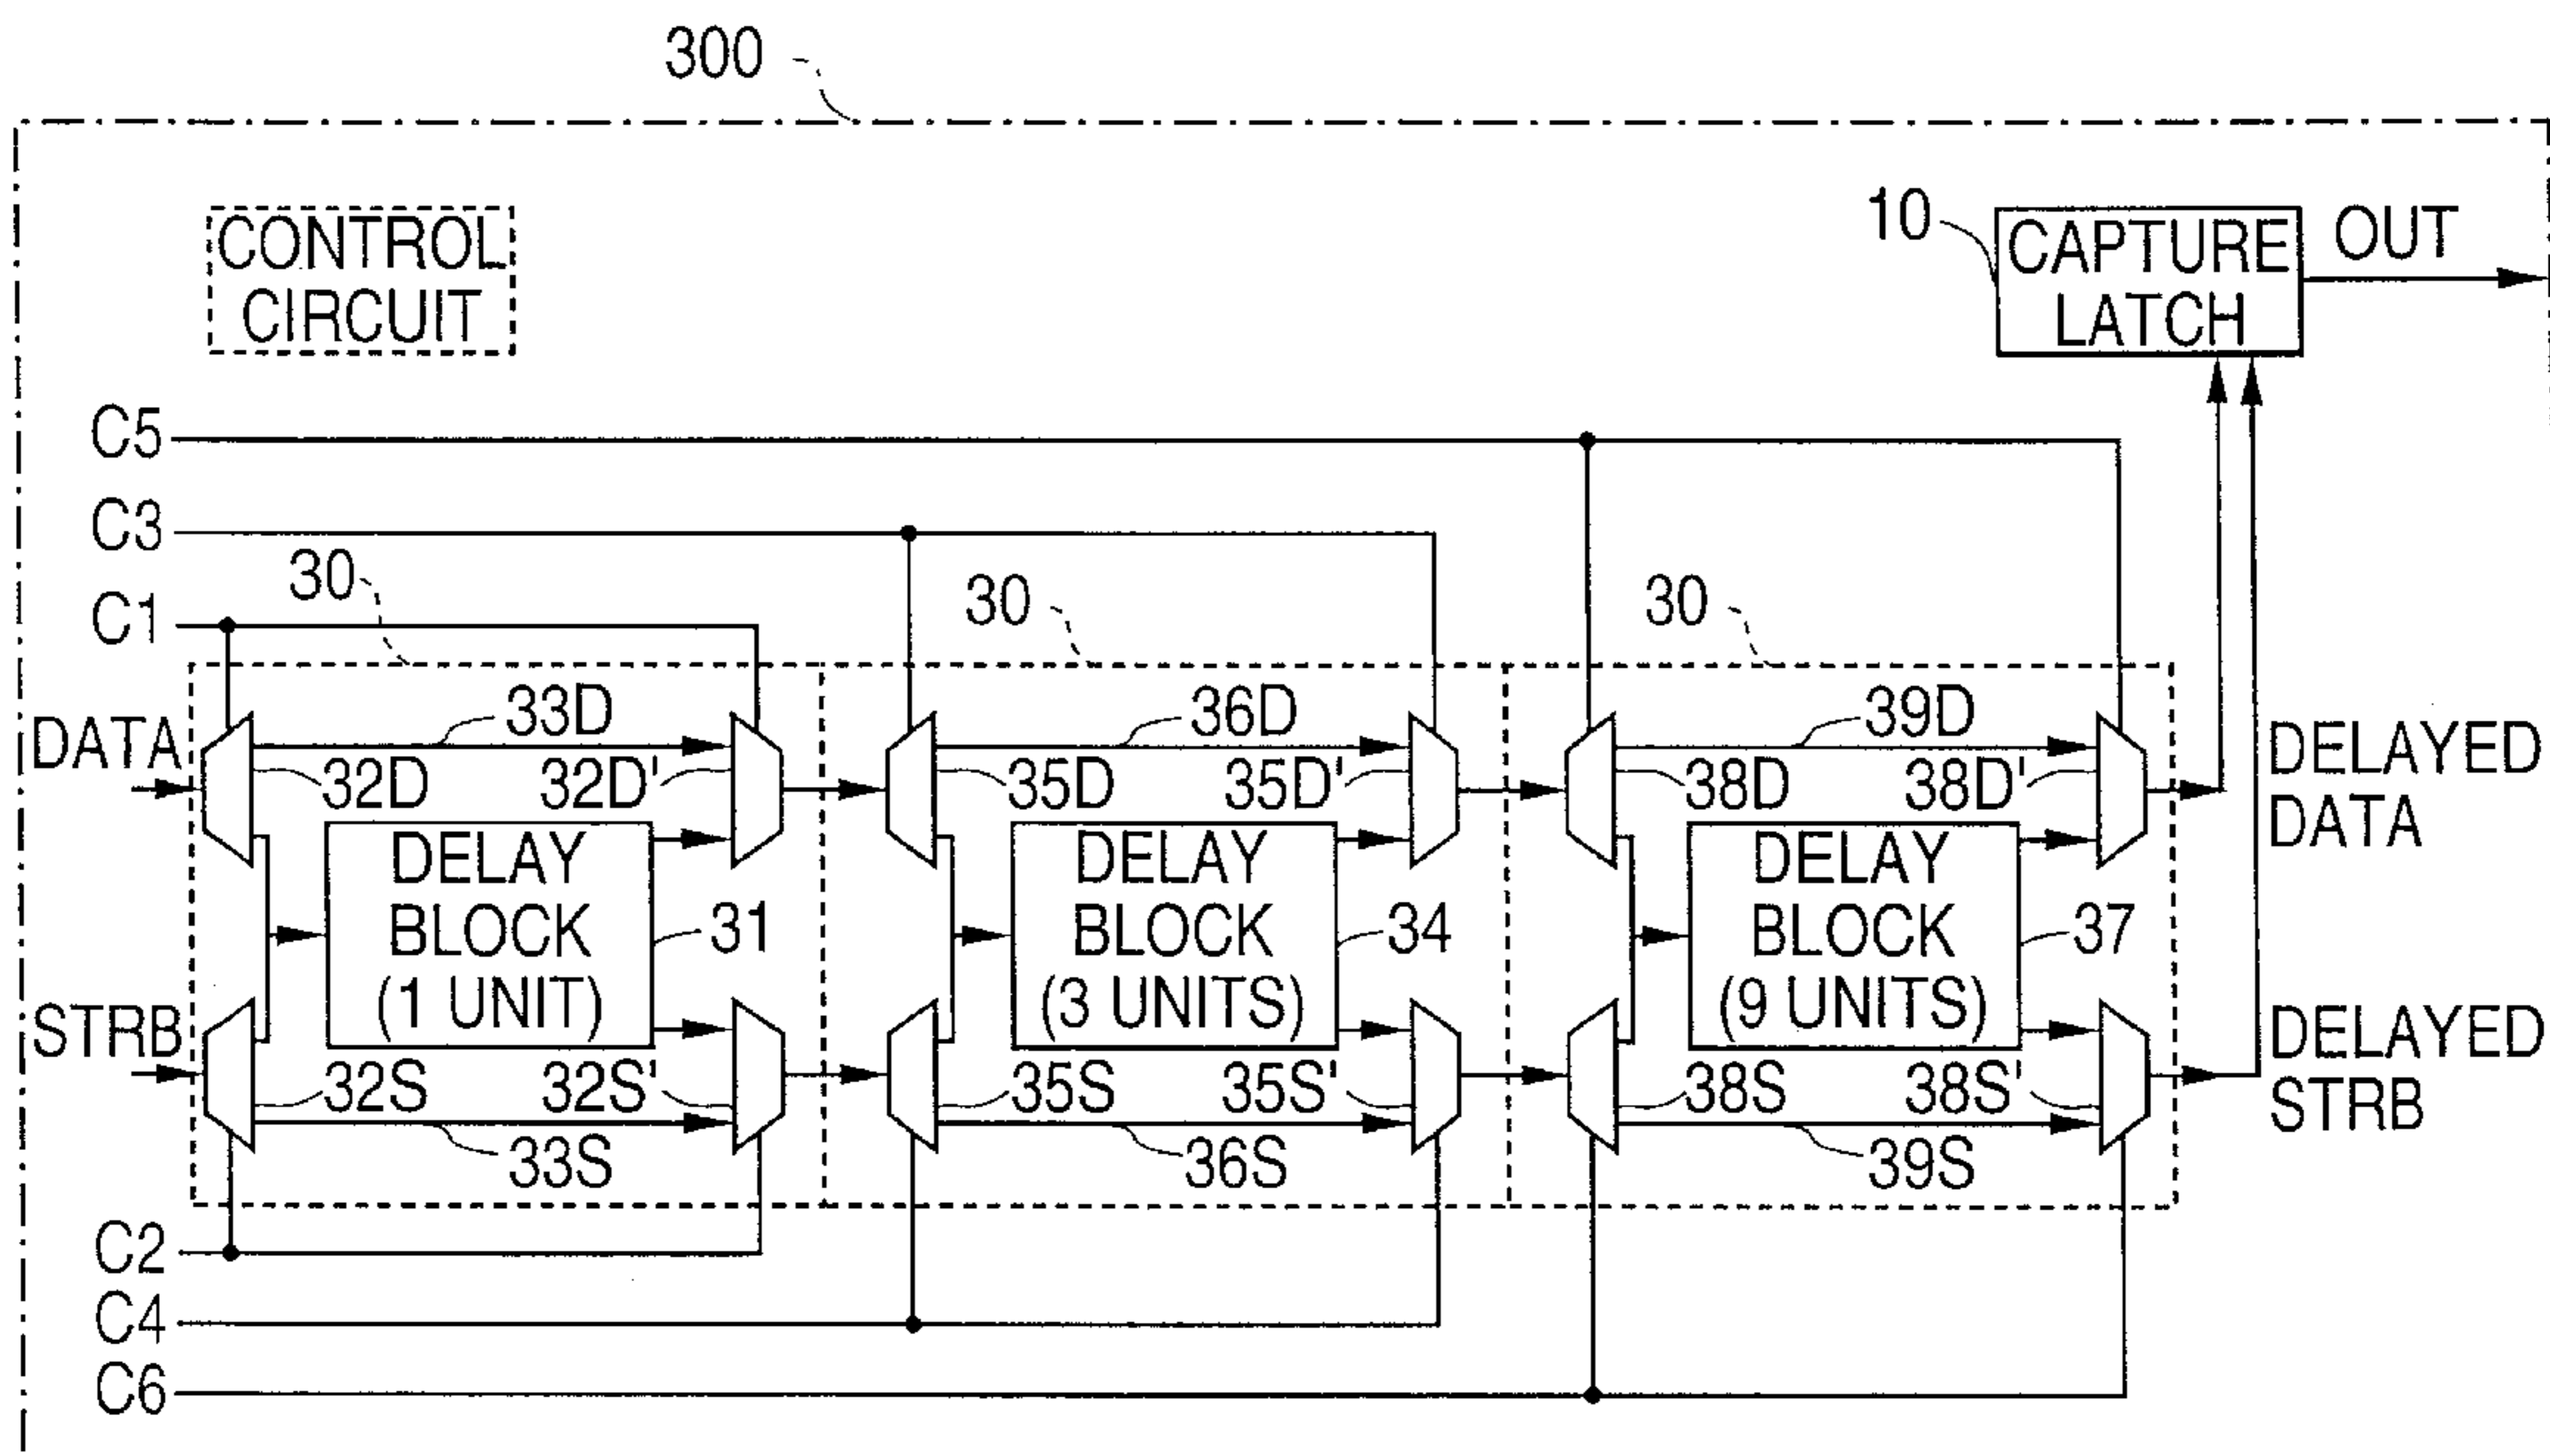 300
CONTROL
CIRCUIT
10
CAPTURE
LATCH
OUT
C5
C3
C1
30
30
30
DATA
33D
32D
32D'
36D
35D
35D'
39D
38D
38D'
DELAYED
DATA
DELAY
BLOCK
(1 UNIT)
31
DELAY
BLOCK
(3 UNITS)
34
DELAY
BLOCK
(9 UNITS)
37
STRB
32S
32S'
33S
35S
35S'
36S
38S
38S'
39S
DELAYED
STRB
C2
C4
C6